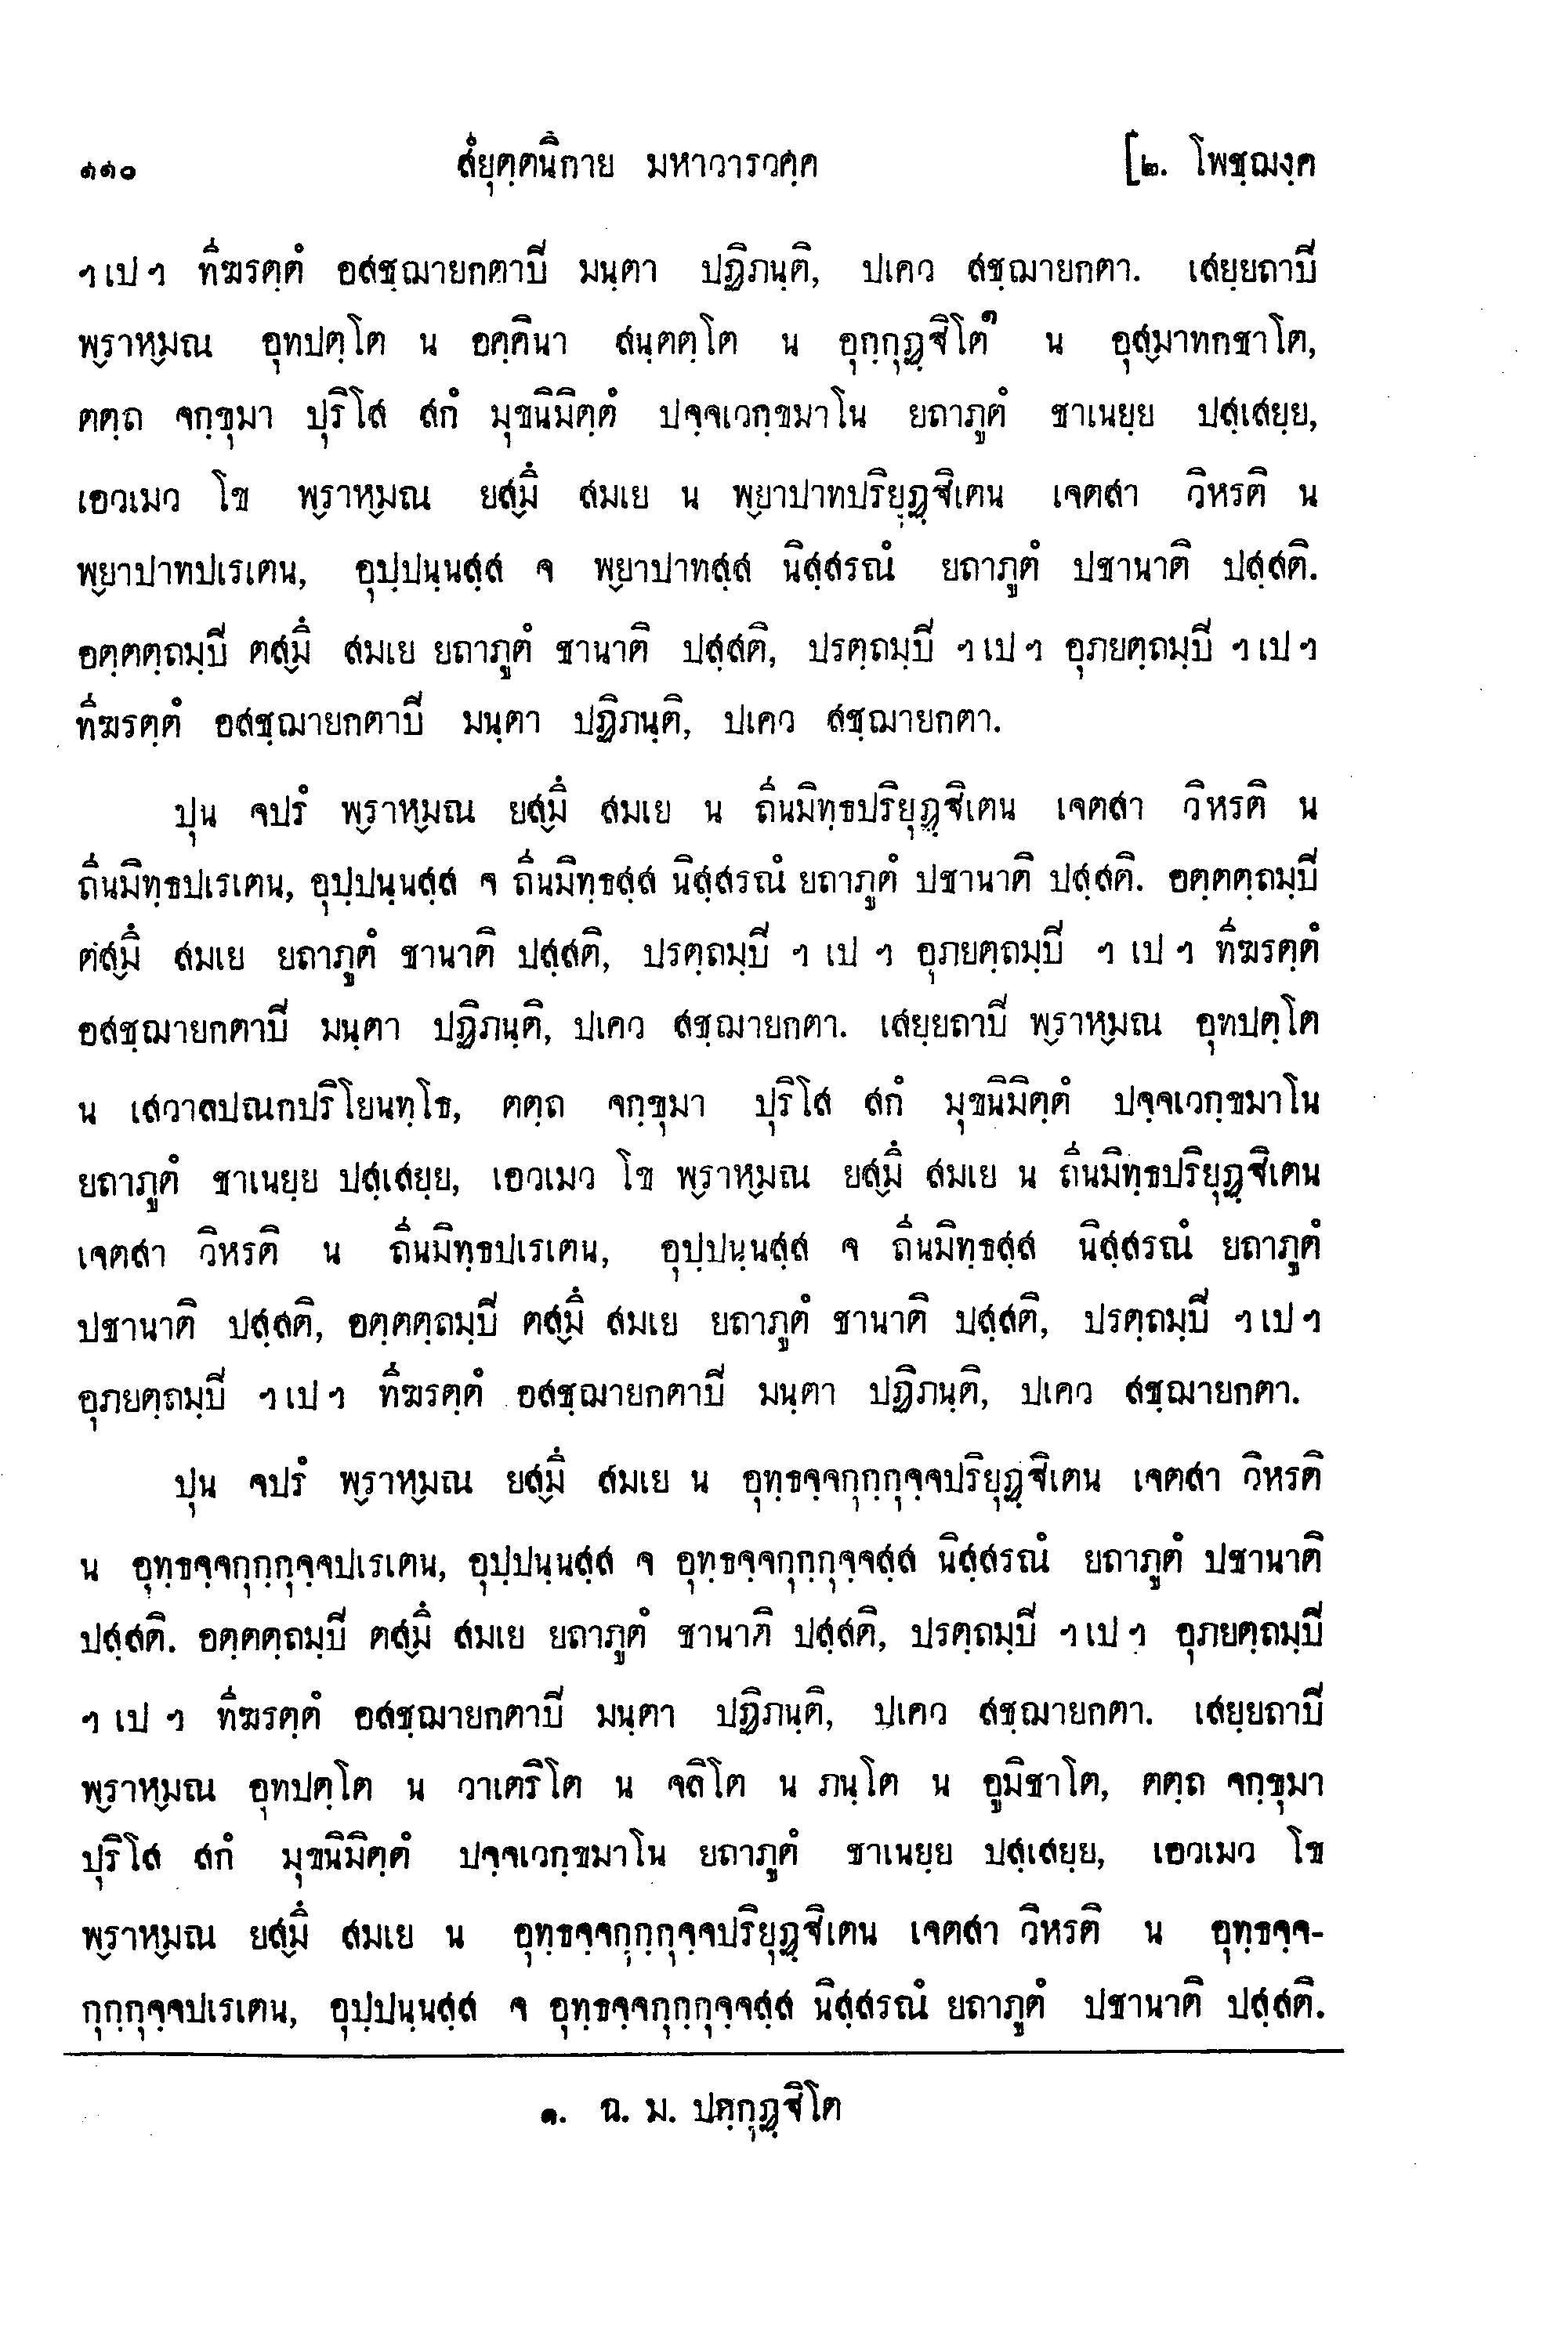 ๑๑๐ สํยุตฺตนิกาย มหาวารวคฺค [๒. โพชฺฌงฺค
ฯ เป ฯ ทีฆรตฺตํ อสชฺฌายกตาปิ มนฺตา ปฏิภนฺติ, ปเคว สชฺฌายกตา. เสยฺยถาปิ
พฺราหฺมณ อุทปตฺโต น อคฺคินา สนฺตตฺโต น อุกฺกุฏฺฐิโต๑ น อุสฺมาทกชาโต,
ตตฺถ จกฺขุมา ปุริโส สกํ มุขนิมิตฺตํ ปจฺจเวกฺขมาโน ยถาภูตํ ชาเนยฺย ปสฺเสยฺย,
เอวเมว โข พฺราหฺมณ ยสฺมึ สมเย น พฺยาปาทปริยุฏฺฐิเตน เจตสา วิหรติ น
พฺยาปาทปเรเตน, อุปฺปนฺนสฺส จ พฺยาปาทสฺส นิสฺสรณํ ยถาภูตํ ปชานาติ ปสฺสติ.
อตฺตตฺถมฺปิ ตสฺมึ สมเย ยถาภูตํ ชานาติ ปสฺสติ, ปรตฺถมฺปิ ฯ เป ฯ อุภยตฺถมฺปิ ฯ เป ฯ
ทีฆรตฺตํ อสชฺฌายกตาปิ มนฺตา ปฏิภนฺติ, ปเคว สชฺฌายกตา.
ปุน จปรํ พฺราหฺมณ ยสฺมึ สมเย น ถีนมิทฺธปริยุฏฺฐิเตน เจตสา วิหรติ น
ถีนมิทฺธปเรเตน, อุปฺปนฺนสฺส จ ถีนมิทฺธสฺส นิสฺสรณํ ยถาภูตํ ปชานาติ ปสฺสติ. อตฺตตฺถมฺปิ
ตสฺมึ สมเย ยถาภูตํ ชานาติ ปสฺสติ, ปรตฺถมฺปิ ฯ เป ฯ อุภยตฺถมฺปิ ฯ เป ฯ ทีฆรตฺตํ
อสชฺฌายกตาปิ มนฺตา ปฏิภนฺติ, ปเคว สชฺฌายกตา. เสยฺยถาปิ พฺราหฺมณ อุทปตฺโต
น เสวาลปณกปริโยนทฺโธ, ตตฺถ จกฺขุมา ปุริโส สกํ มุขนิมิตฺตํ ปจฺจเวกฺขมาโน
ยถาภูตํ ชาเนยฺย ปสฺเสยฺย, เอวเมว โข พฺราหฺมณ ยสฺมึ สมเย น ถีนมิทฺธปริยุฏฺฐิเตน
เจตสา วิหรติ น ถีนมิทฺธปเรเตน, อุปฺปนฺนสฺส จ ถีนมิทฺธสฺส นิสฺสรณํ ยถาภูตํ
ปชานาติ ปสฺสติ, อตฺตตฺถมฺปิ ตสฺมึ สมเย ยถาภูตํ ชานาติ ปสฺสติ, ปรตฺถมฺปิ ฯ เป ฯ
อุภยตฺถมฺปิ ฯ เป ฯ ทีฆรตฺตํ อสชฺฌายกตาปิ มนฺตา ปฏิภนฺติ, ปเคว สชฺฌายกตา.
ปุน จปรํ พฺราหฺมณ ยสฺมึ สมเย น อุทฺธจฺจกุกฺกุจฺจปริยุฏฺฐิเตน เจตสา วิหรติ
น อุทฺธจฺจกุกฺกุจฺจปเรเตน, อุปฺปนฺนสฺส จ อุทฺธจฺจกุกฺกุจฺจสฺส นิสฺสรณํ ยถาภูตํ ปชานาติ
ปสฺสติ. อตฺตตฺถมฺปิ ตสฺมึ สมเย ยถาภูตํ ชานาติ ปสฺสติ, ปรตฺถมฺปิ ฯ เป ฯ อุภยตฺถมฺปิ
ฯ เป ฯ ทีฆรตฺตํ อสชฺฌายกตาปิ มนฺตา ปฏิภนฺติ, ปเคว สชฺฌายกตา. เสยฺยถาปิ
พฺราหฺมณ อุทปตฺโต น วาเตริโต น จลิโต น ภนฺโต น อูมิชาโต, ตตฺถ จกฺขุมา
ปุริโส สกํ มุขนิมิตฺตํ ปจฺจเวกฺขมาโน ยถาภูตํ ชาเนยฺย ปสฺเสยฺย, เอวเมว โข
พฺราหฺมณ ยสฺมึ สมเย น อุทฺธจฺจกุกฺกุจฺจปริยุฏฺฐิเตน เจตสา วิหรติ น อุทฺธจฺจ-
กุกฺกุจฺจปเรเตน, อุปฺปนฺนสฺส จ อุทฺธจฺจกุกฺกุจฺจสฺส นิสฺสรณํ ยถาภูตํ ปชานาติ ปสฺสติ.
๑. ฉ. ม. ปกฺกุฏฺฐิโต